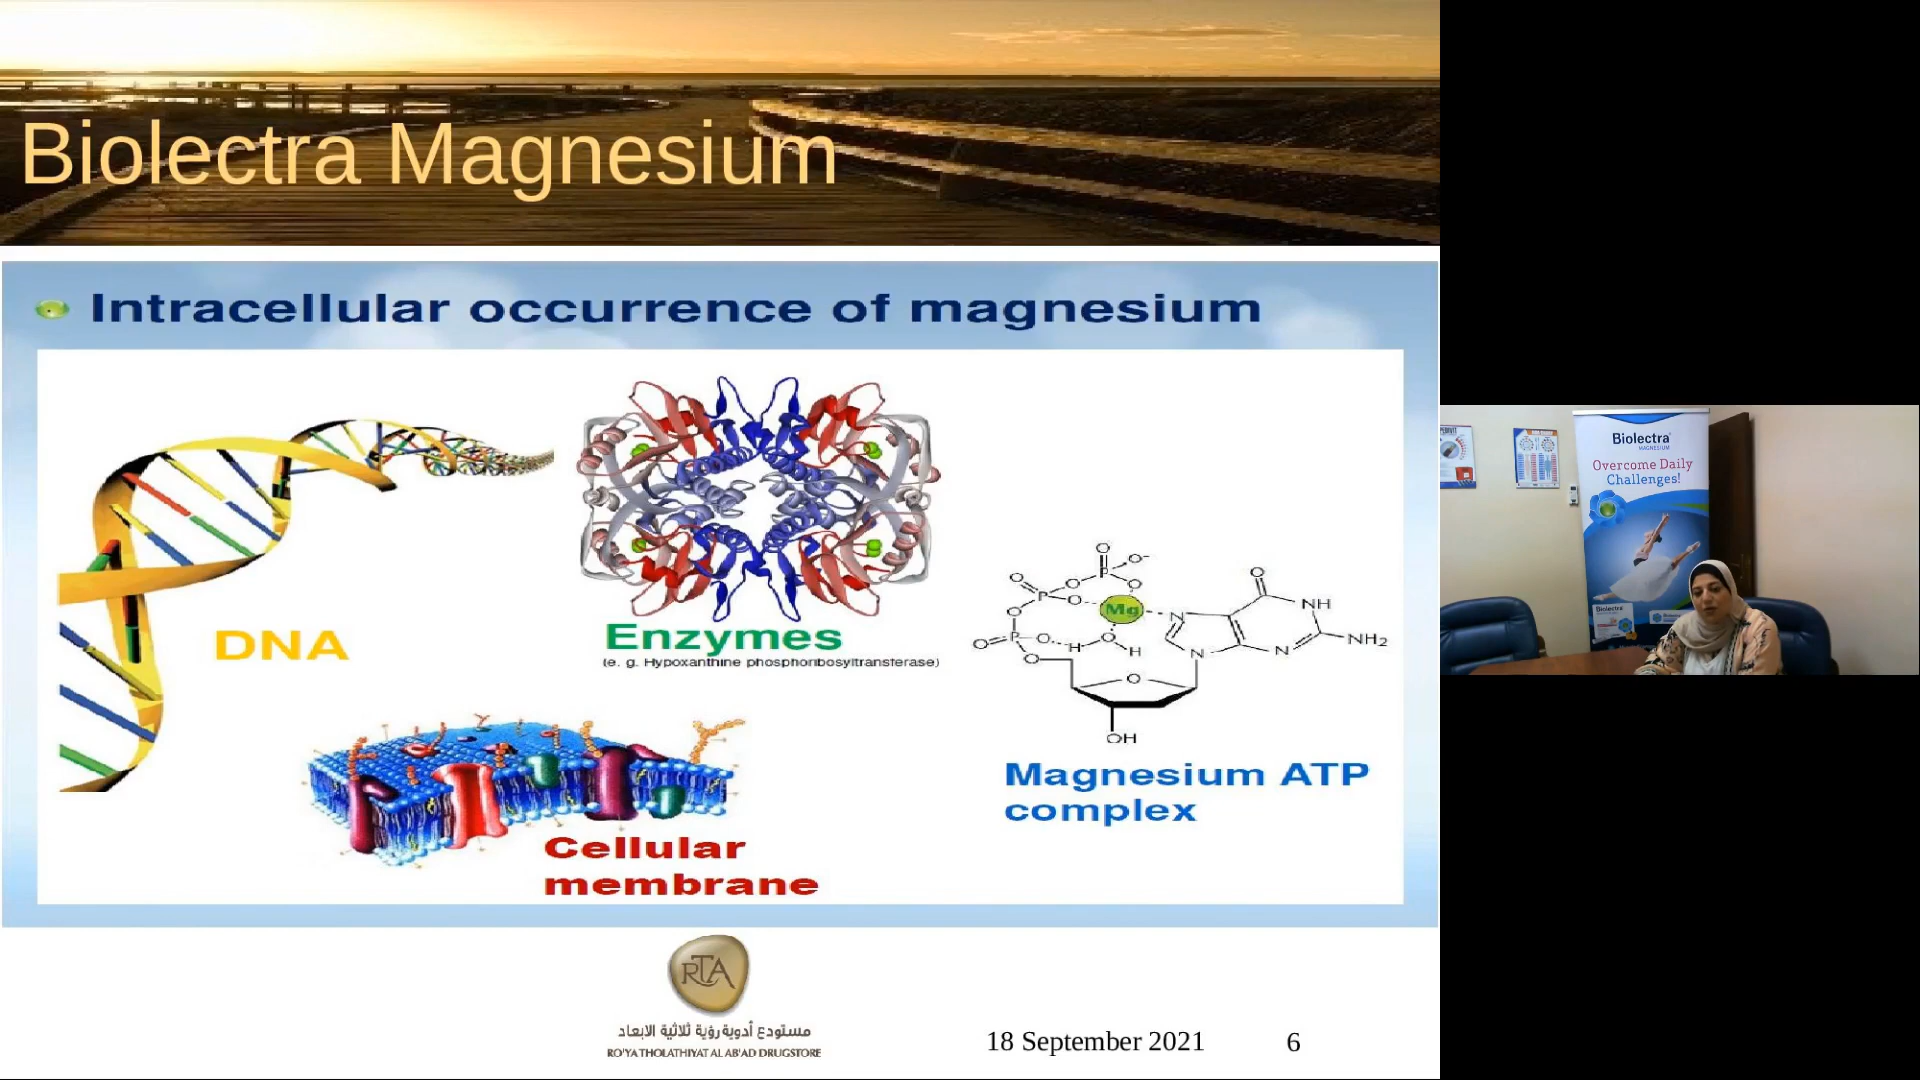 Biolectra Magnesium
Intracellular occurrence of magnesium
DNA
Enzymes
(e. g. Hypoxanthine phosphoribosyltransferase)
O
P
O-
O
O
O
P
O
Mg
N
O
NH
O
O
P
O
H
O
H
N
N
NH2
O
O
OH
Magnesium ATP
complex
Cellular
membrane
RTA
مستودع أدوية رؤية ثلاثية الابعاد
RO'YA THOLATHIYAT AL AB'AD DRUGSTORE
18 September 2021
6
Biolectra
MAGNESIUM
Overcome Daily
Challenges!
Biolectra